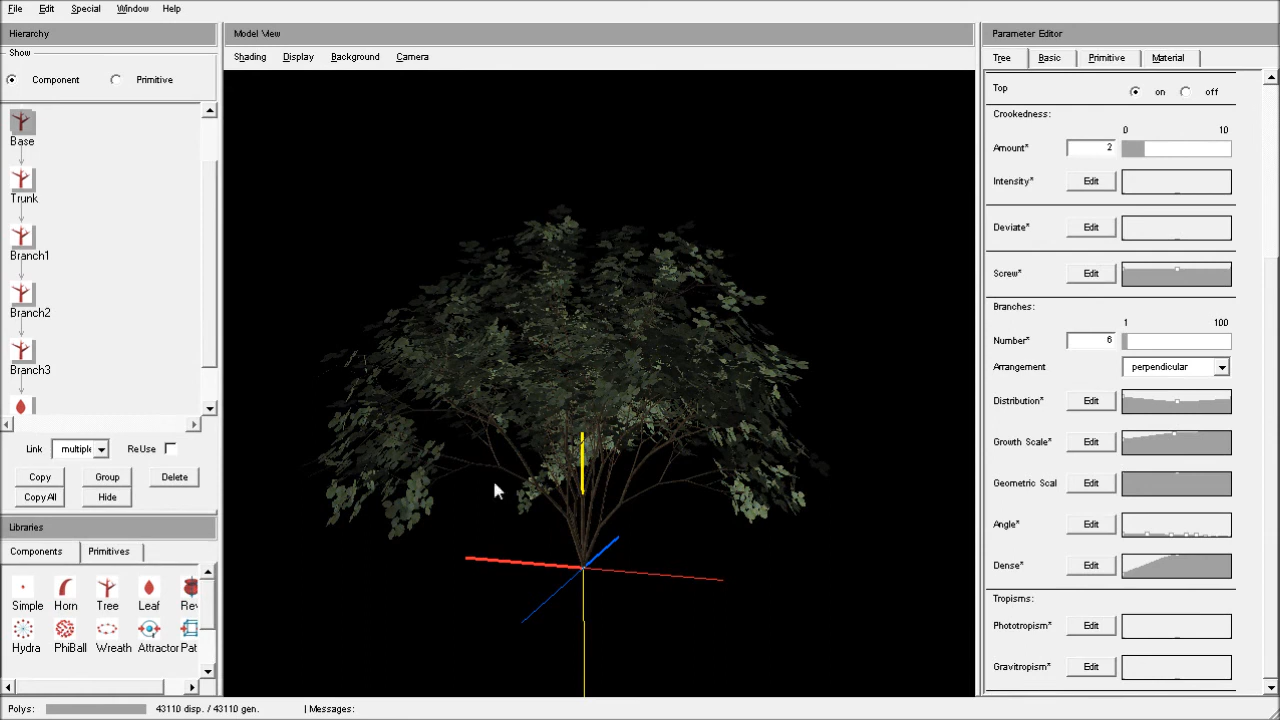 File Edit Special Window Help
Hierarchy
Show
Component Primitive
Base
Trunk
Branch1
Branch2
Branch3
Link multiple ReUse
Copy Group Delete
Copy All Hide
Libraries
Components Primitives
Simple Horn Tree Leaf Rev
Hydra PhiBall Wreath Attractor Pat
Polys: 43110 disp. / 43110 gen. | Messages:
Model View
Shading Display Background Camera
Parameter Editor
Tree Basic Primitive Material
Top on off
Crookedness:
0 10
Amount* 2
Intensity* Edit
Deviate* Edit
Screw* Edit
Branches:
1 100
Number* 6
Arrangement perpendicular
Distribution* Edit
Growth Scale* Edit
Geometric Scal Edit
Angle* Edit
Dense* Edit
Tropisms:
Phototropism* Edit
Gravitropism* Edit